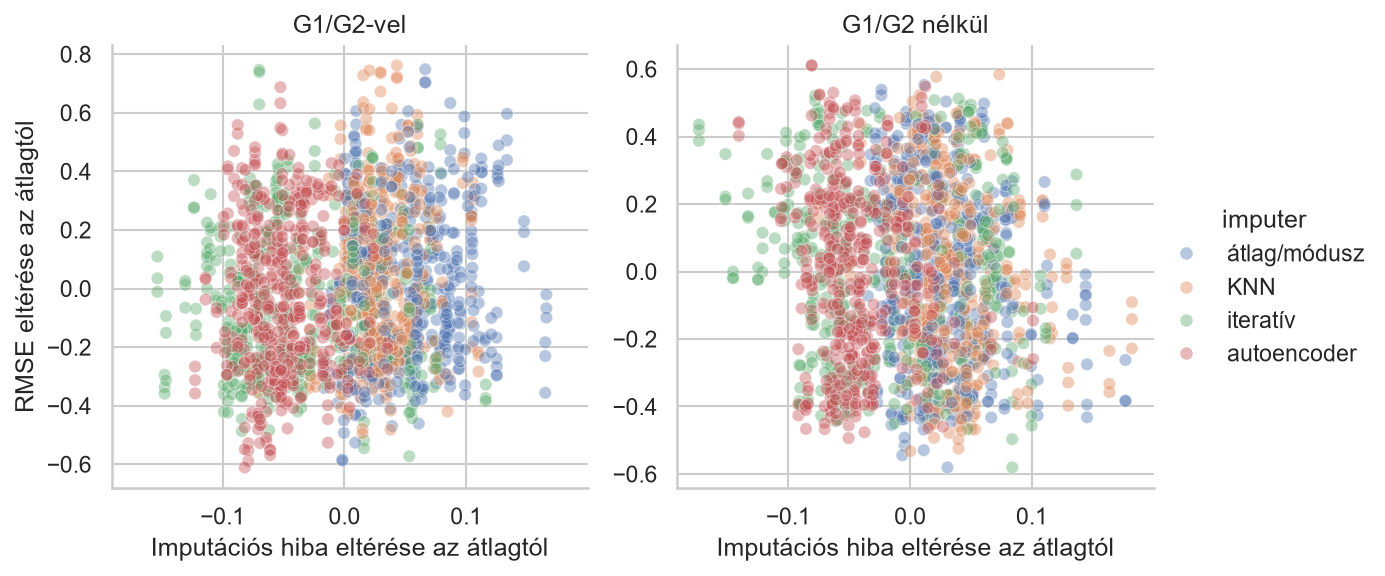 G1/G2-vel
G1/G2 nélkül
RMSE eltérése az átlagtól
0.8
0.6
0.4
0.2
0.0
−0.2
−0.4
−0.6
−0.1
0.0
0.1
Imputációs hiba eltérése az átlagtól
0.6
0.4
0.2
0.0
−0.2
−0.4
−0.6
−0.1
0.0
0.1
Imputációs hiba eltérése az átlagtól
imputer
átlag/módusz
KNN
iteratív
autoencoder